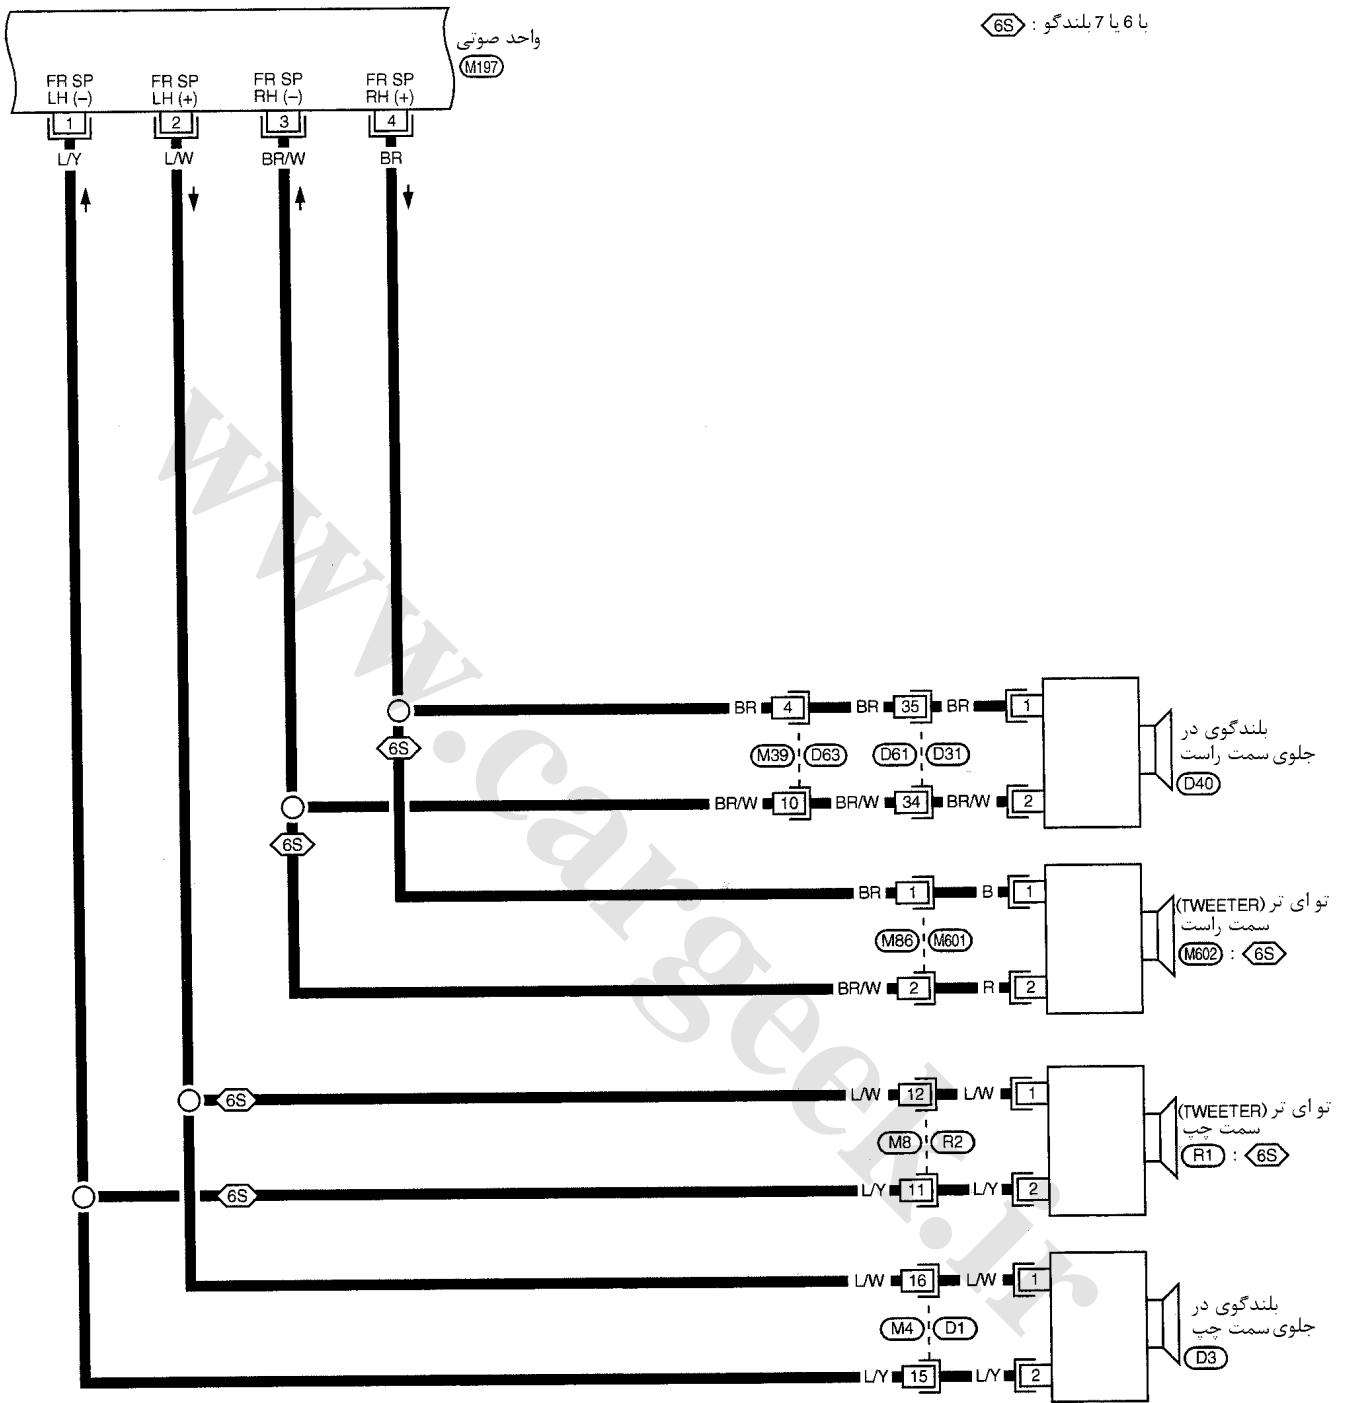 با 6 یا 7 بلندگو : 6S
واحد صوتی
M197
FR SP LH (–)
FR SP LH (+)
FR SP RH (–)
FR SP RH (+)
1 2 3 4
L/Y L/W BR/W BR
BR 4 BR 35 BR 1
6S
M39 D63 D61 D31
بلندگوی در
جلوی سمت راست
D40
BR/W 10 BR/W 34 BR/W 2
6S
BR 1 B 1
تو ای تر (TWEETER)
سمت راست
M86 M601
M602 : 6S
BR/W 2 R 2
6S L/W 12 L/W 1
تو ای تر (TWEETER)
سمت چپ
M8 R2
R1 : 6S
6S L/Y 11 L/Y 2
L/W 16 L/W 1
بلندگوی در
جلوی سمت چپ
M4 D1
D3
L/Y 15 L/Y 2
www.cargeek.ir